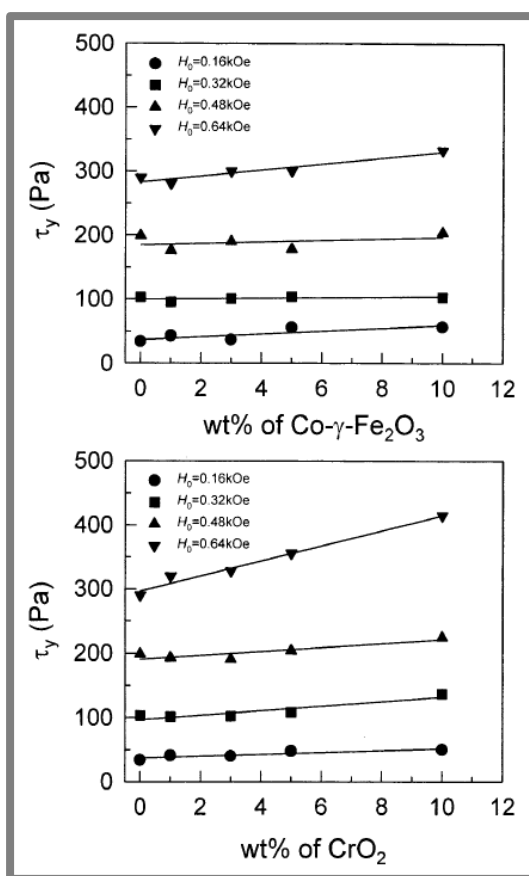 500
400
300
200
100
0
τy (Pa)
H0=0.16kOe
H0=0.32kOe
H0=0.48kOe
H0=0.64kOe
0 2 4 6 8 10 12
wt% of Co-γ-Fe2O3
500
400
300
200
100
0
τy (Pa)
H0=0.16kOe
H0=0.32kOe
H0=0.48kOe
H0=0.64kOe
0 2 4 6 8 10 12
wt% of CrO2